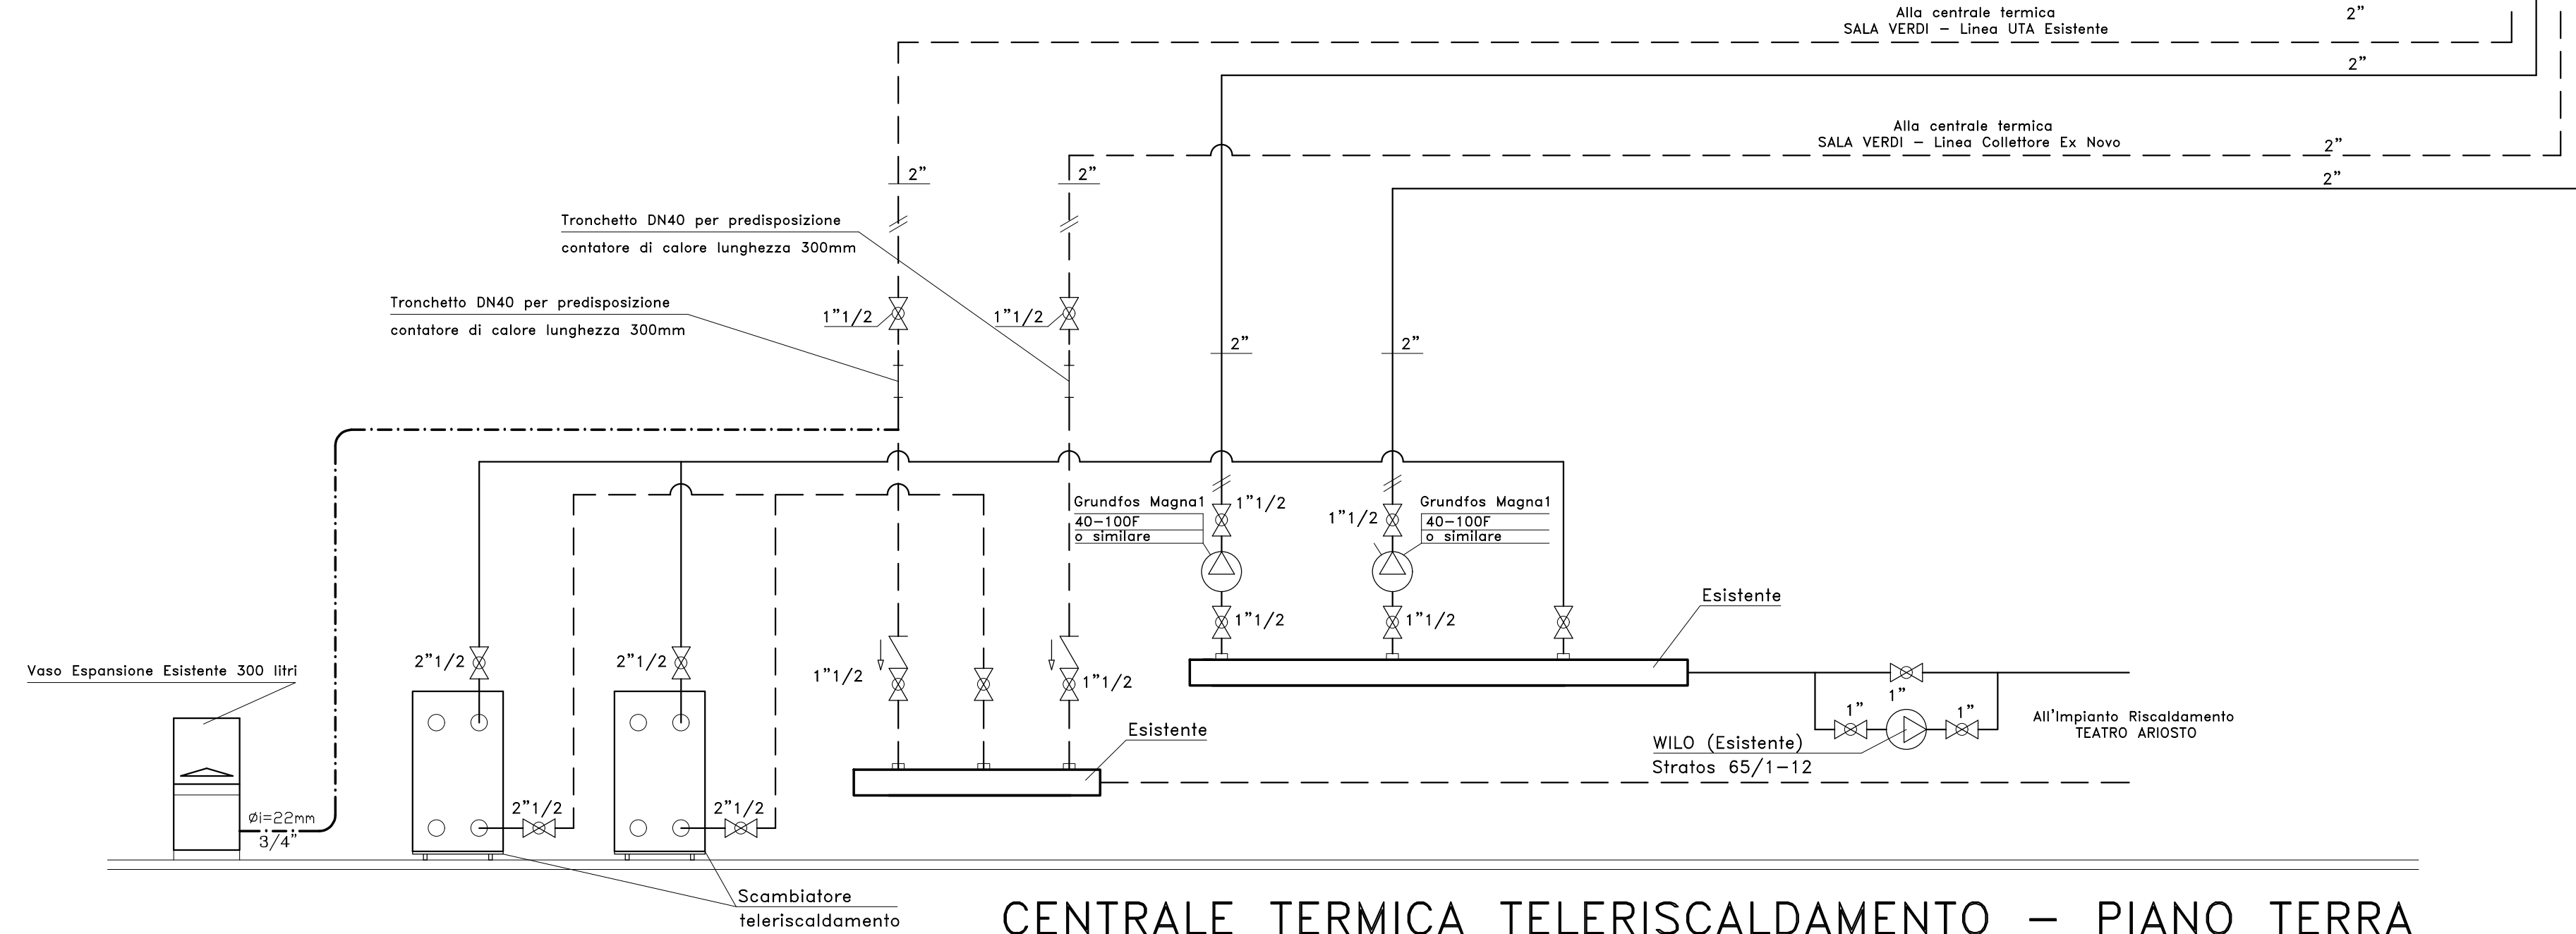 Alla centrale termica
SALA VERDI - Linea UTA Esistente
2"
2"
Alla centrale termica
SALA VERDI - Linea Collettore Ex Novo
2"
2"
2"
2"
Tronchetto DN40 per predisposizione
contatore di calore lunghezza 300mm
Tronchetto DN40 per predisposizione
contatore di calore lunghezza 300mm
1"1/2
1"1/2
2"
2"
Grundfos Magna1
40-100F
o similare
1"1/2
1"1/2
Grundfos Magna1
40-100F
o similare
1"1/2
1"1/2
Esistente
Vaso Espansione Esistente 300 litri
2"1/2
2"1/2
1"1/2
1"1/2
1"
1"
1"
All'Impianto Riscaldamento
TEATRO ARIOSTO
Esistente
WILO (Esistente)
Stratos 65/1-12
Øi=22mm
3/4"
2"1/2
2"1/2
Scambiatore
teleriscaldamento
CENTRALE TERMICA TELERISCALDAMENTO - PIANO TERRA